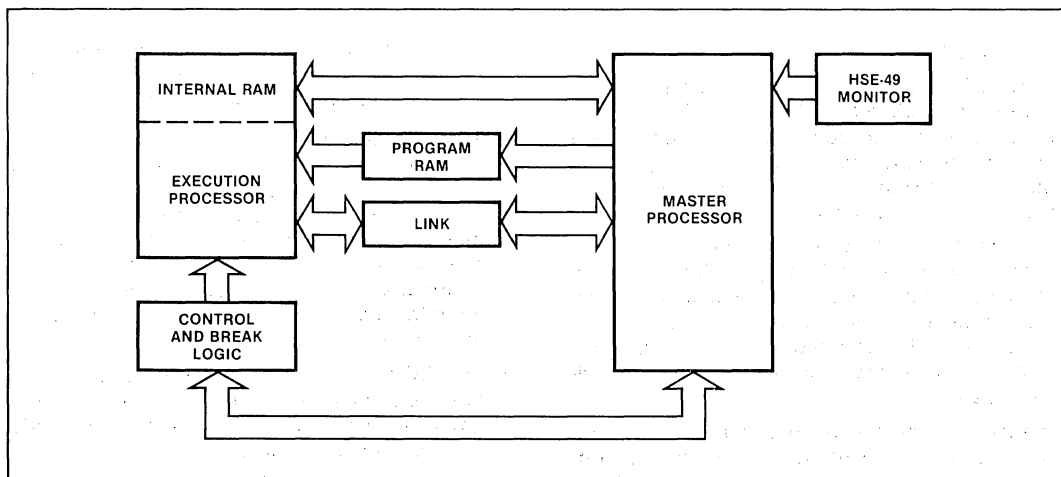 INTERNAL RAM
EXECUTION
PROCESSOR
PROGRAM
RAM
LINK
CONTROL
AND BREAK
LOGIC
MASTER
PROCESSOR
HSE-49
MONITOR